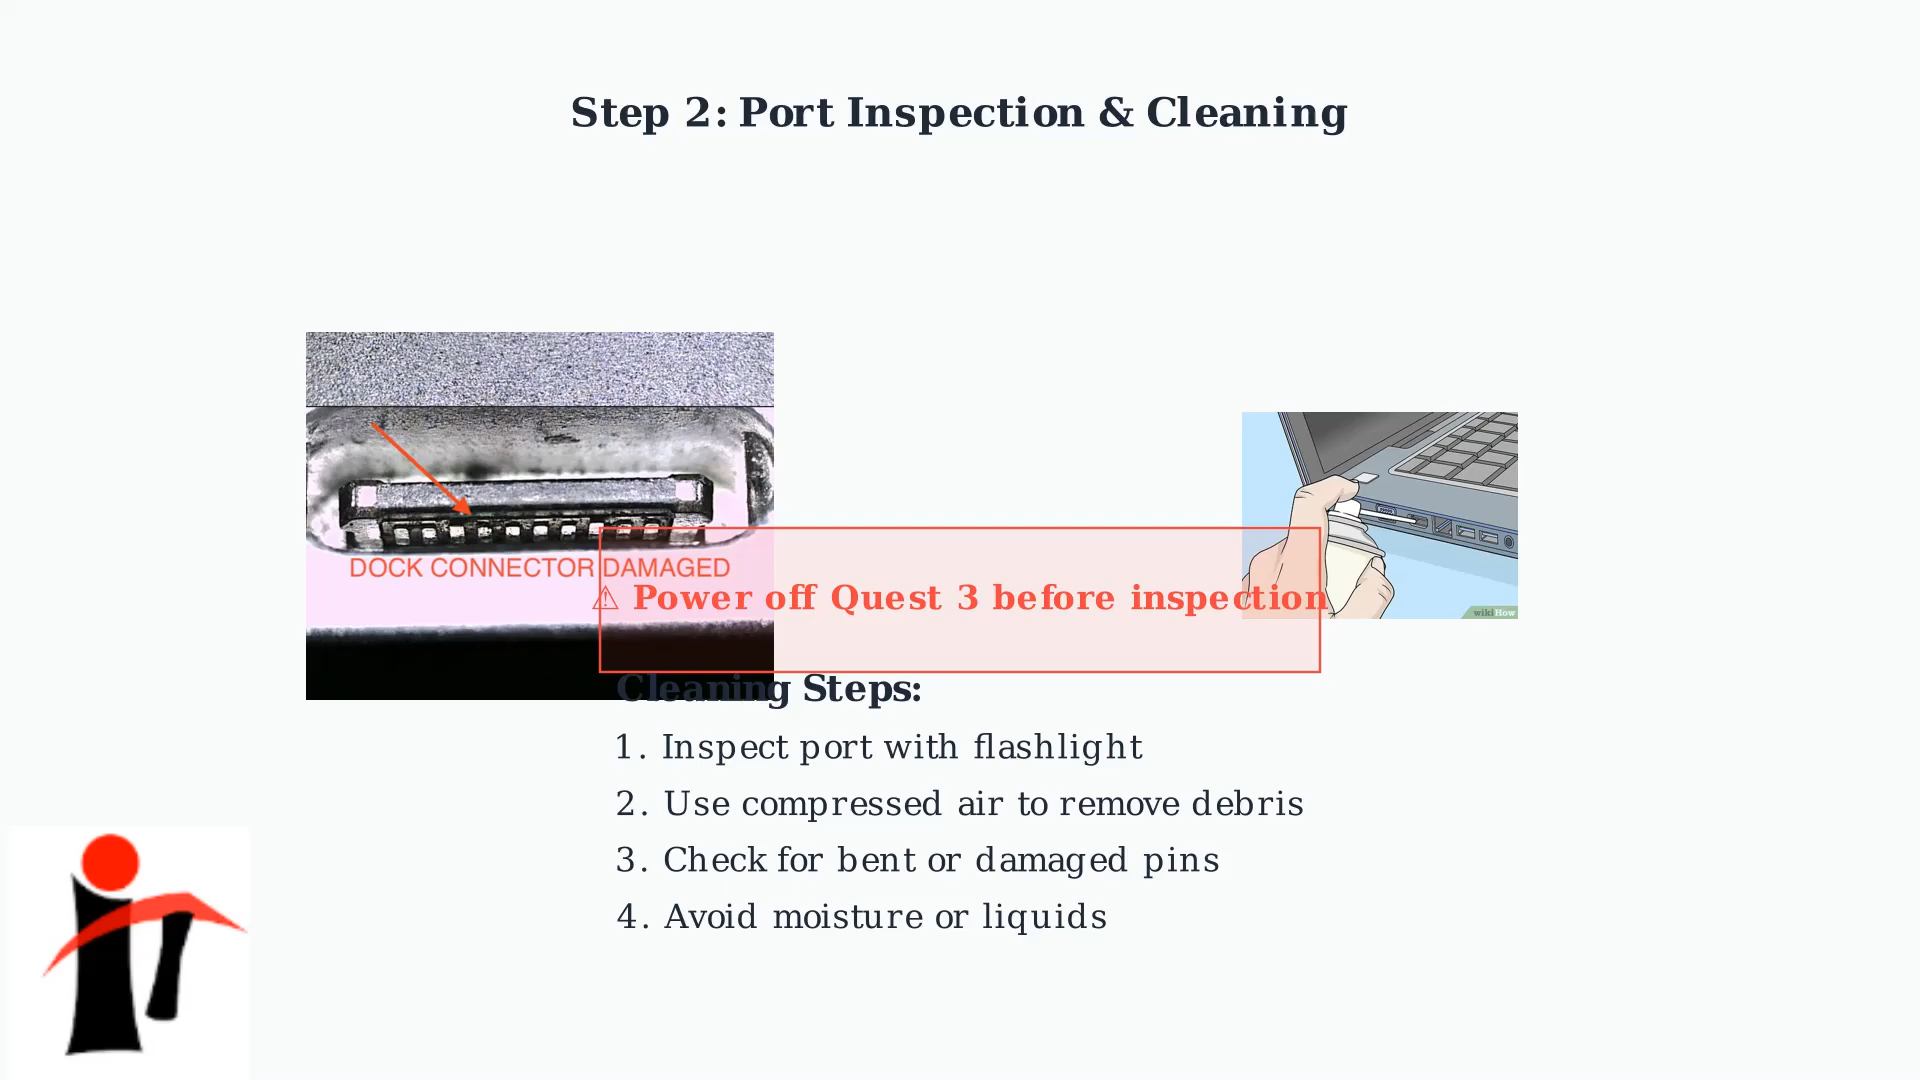 Step 2: Port Inspection & Cleaning
DOCK CONNECTOR DAMAGED
⚠ Power off Quest 3 before inspection
wikiHow
Cleaning Steps:
1. Inspect port with flashlight
2. Use compressed air to remove debris
3. Check for bent or damaged pins
4. Avoid moisture or liquids